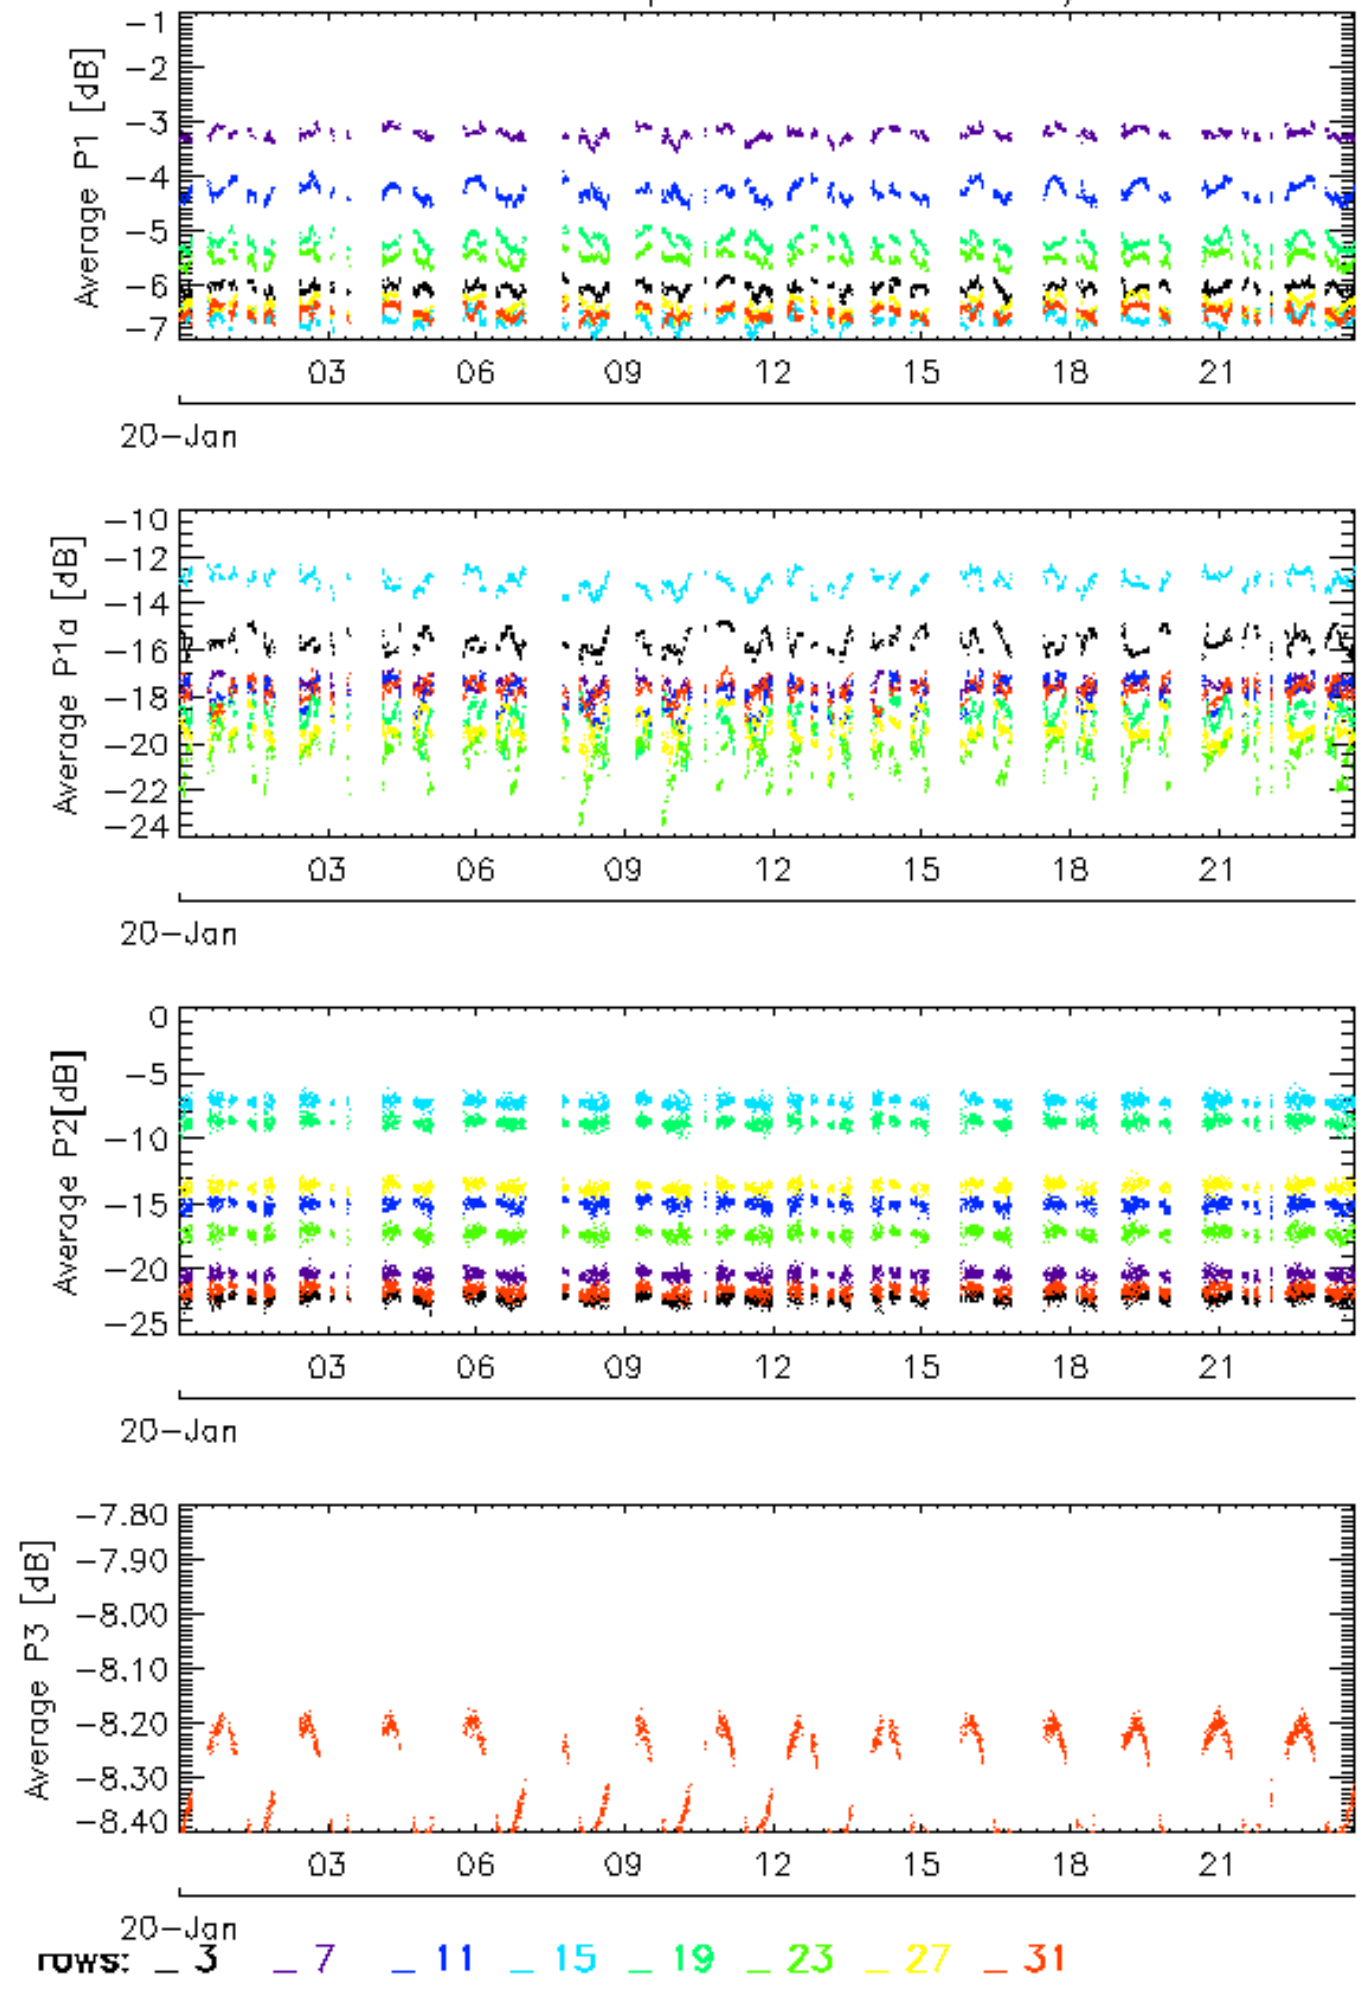 Average P1 [dB]
-1
-2
-3
-4
-5
-6
-7
03 06 09 12 15 18 21
20-Jan
Average P1a [dB]
-10
-12
-14
-16
-18
-20
-22
-24
03 06 09 12 15 18 21
20-Jan
Average P2[dB]
0
-5
-10
-15
-20
-25
03 06 09 12 15 18 21
20-Jan
Average P3 [dB]
-7.80
-7.90
-8.00
-8.10
-8.20
-8.30
-8.40
03 06 09 12 15 18 21
20-Jan
rows: _ 3 _ 7 _ 11 _ 15 _ 19 _ 23 _ 27 _ 31